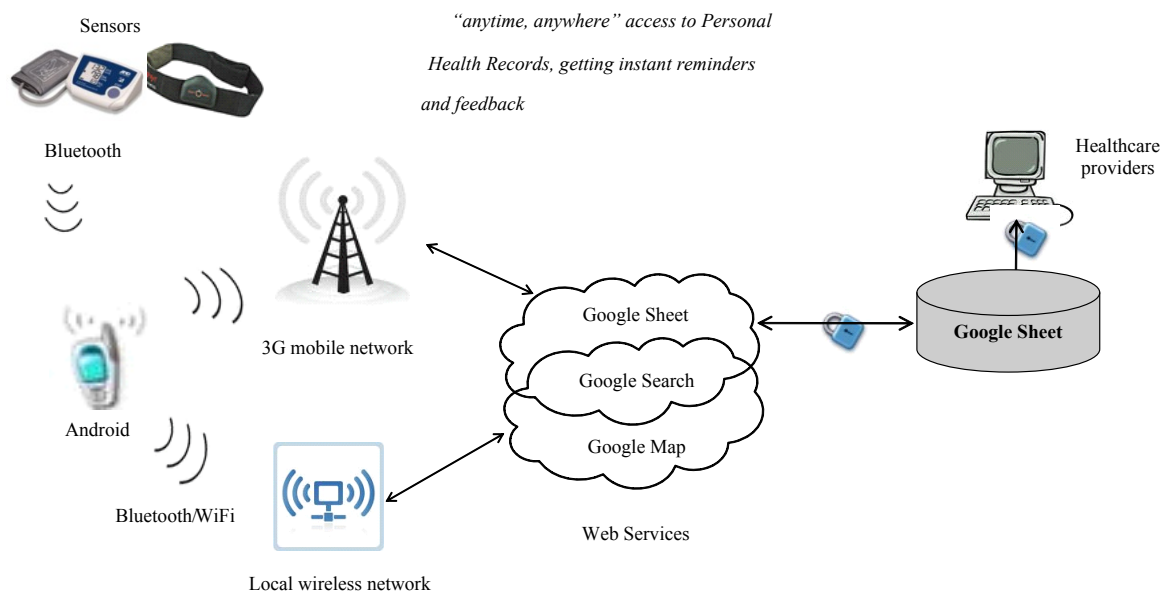 Sensors
“anytime, anywhere” access to Personal
Health Records, getting instant reminders
and feedback
Bluetooth
Healthcare
providers
3G mobile network
Google Sheet
Google Search
Google Map
Google Sheet
Android
Bluetooth/WiFi
Web Services
Local wireless network